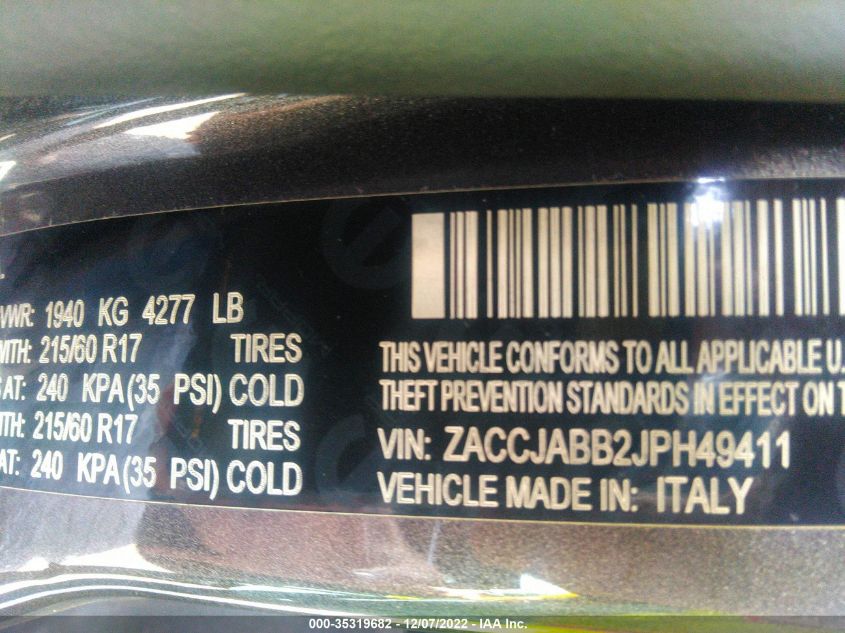 VWR: 1940 KG 4277 LB
WITH: 215/60 R17 TIRES
AT: 240 KPA(35 PSI) COLD
WITH: 215/60 R17 TIRES
AT: 240 KPA(35 PSI) COLD
THIS VEHICLE CONFORMS TO ALL APPLICABLE U.
THEFT PREVENTION STANDARDS IN EFFECT ON T
VIN: ZACCJABB2JPH49411
VEHICLE MADE IN: ITALY
000-35319682 - 12/07/2022 - IAA Inc.